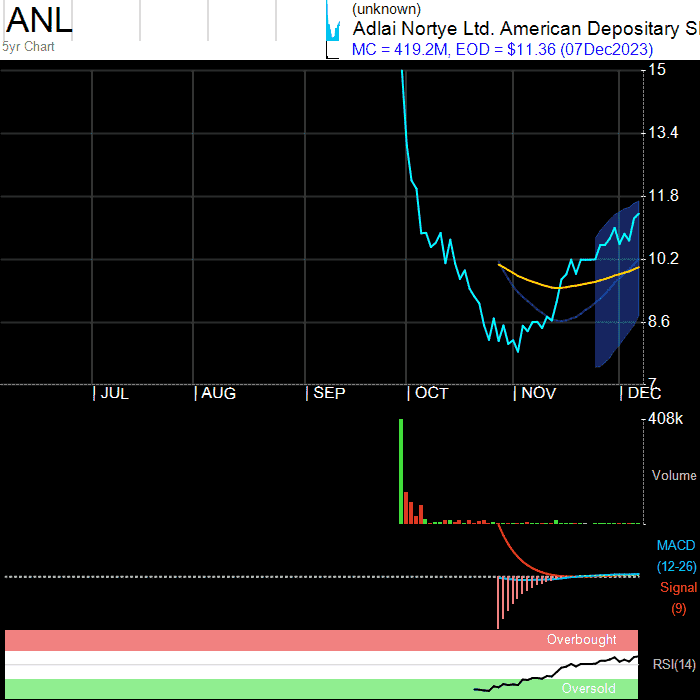 ANL
5yr Chart
(unknown)
Adlai Nortye Ltd. American Depositary
MC = 419.2M, EOD = $11.36 (07Dec2023)
15
13.4
11.8
10.2
8.6
7
JUL
AUG
SEP
OCT
NOV
DEC
408k
Volume
MACD
(12-26)
Signal
(9)
Overbought
RSI(14)
Oversold